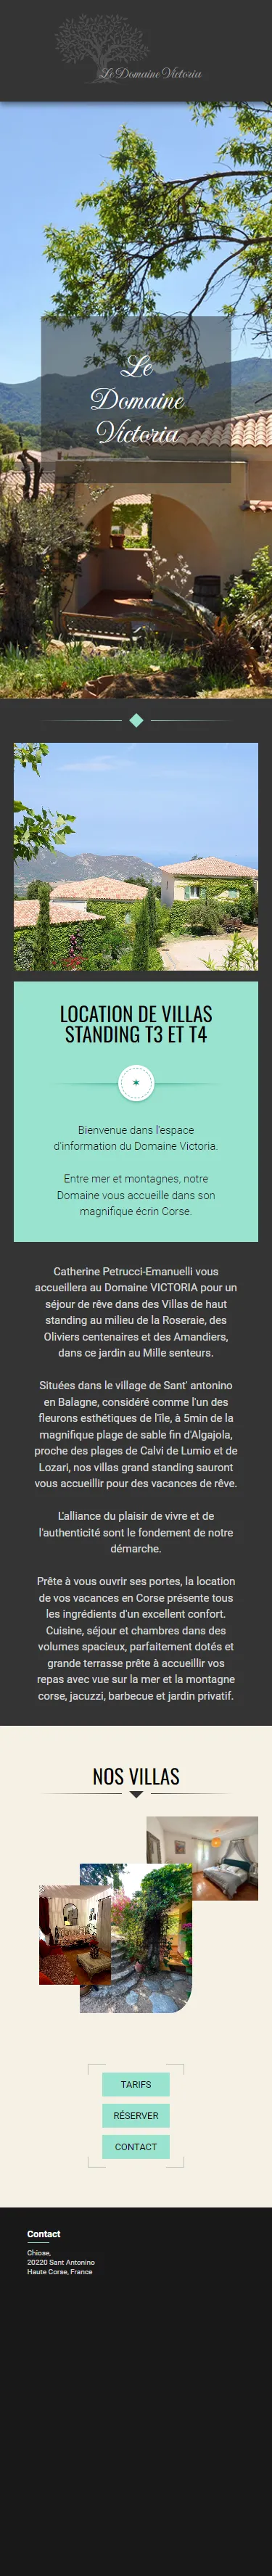 Le Domaine Victoria
Le
Domaine
Victoria
LOCATION DE VILLAS
STANDING T3 ET T4
Bienvenue dans l'espace
d'information du Domaine Victoria.
Entre mer et montagnes, notre
Domaine vous accueille dans son
magnifique écrin Corse.
Catherine Petrucci-Emanuelli vous
accueillera au Domaine VICTORIA pour un
séjour de rêve dans des Villas de haut
standing au milieu de la Roseraie, des
Oliviers centenaires et des Amandiers,
dans ce jardin au Mille senteurs.
Situées dans le village de Sant' antonino
en Balagne, considéré comme l'un des
fleurons esthétiques de l'île, à 5min de la
magnifique plage de sable fin d'Algajola,
proche des plages de Calvi de Lumio et de
Lozari, nos villas grand standing sauront
vous accueillir pour des vacances de rêve.
L'alliance du plaisir de vivre et de
l'authenticité sont le fondement de notre
démarche.
Prête à vous ouvrir ses portes, la location
de vos vacances en Corse présente tous
les ingrédients d'un excellent confort.
Cuisine, séjour et chambres dans des
volumes spacieux, parfaitement dotés et
grande terrasse prête à accueillir vos
repas avec vue sur la mer et la montagne
corse, jacuzzi, barbecue et jardin privatif.
NOS VILLAS
TARIFS
RÉSERVER
CONTACT
Contact
Chiose,
20220 Sant Antonino
Haute Corse, France